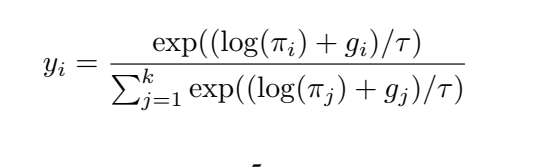 y_i = \frac{\exp((\log(\pi_i) + g_i)/\tau)}{\sum_{j=1}^{k} \exp((\log(\pi_j) + g_j)/\tau)}